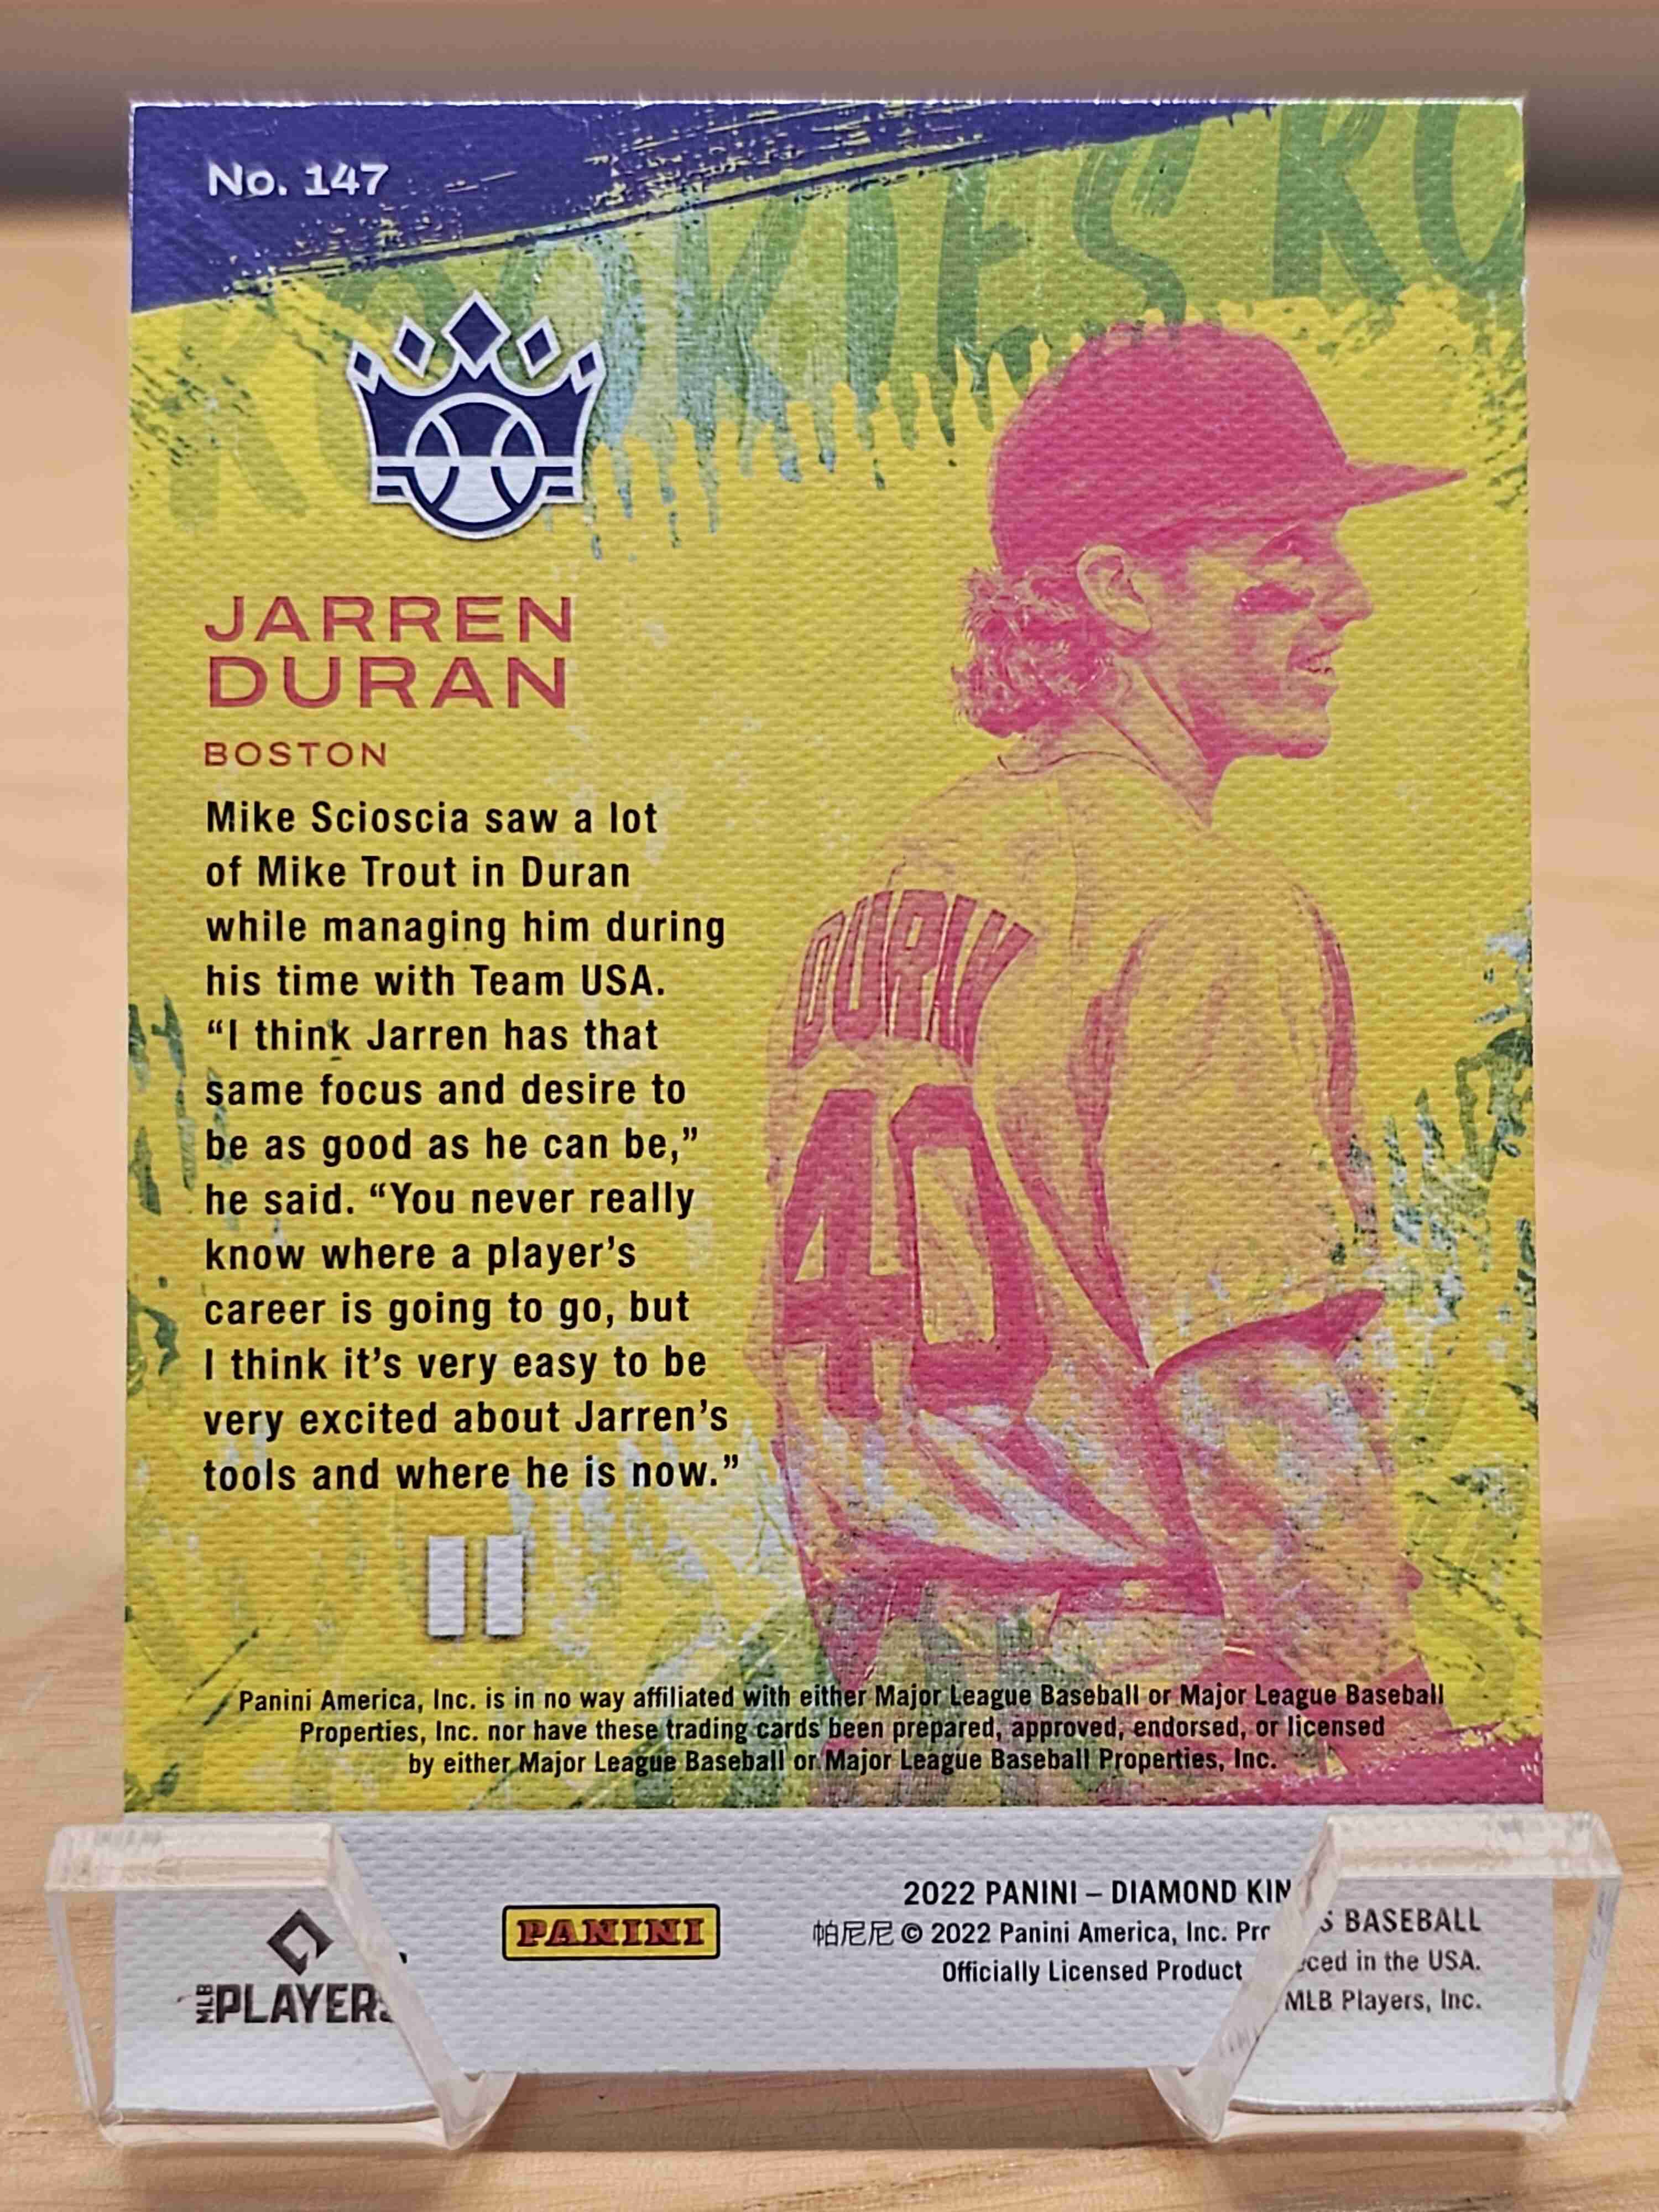 No. 147
ROOKIES RO
JARREN
DURAN
BOSTON
Mike Scioscia saw a lot
of Mike Trout in Duran
while managing him during
his time with Team USA.
“I think Jarren has that
same focus and desire to
be as good as he can be,”
he said. “You never really
know where a player’s
career is going to go, but
I think it’s very easy to be
very excited about Jarren’s
tools and where he is now.”
DURAN
40
Panini America, Inc. is in no way affiliated with either Major League Baseball or Major League Baseball
Properties, Inc. nor have these trading cards been prepared, approved, endorsed, or licensed
by either Major League Baseball or Major League Baseball Properties, Inc.
MLB PLAYERS
PANINI
2022 PANINI – DIAMOND KINGS BASEBALL
帕尼尼 © 2022 Panini America, Inc. Produced in the USA.
Officially Licensed Product MLB Players, Inc.